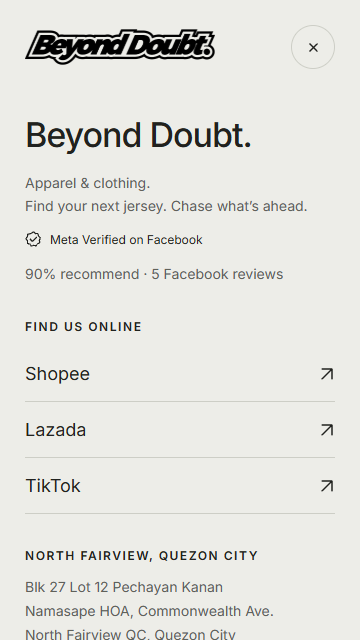 Beyond Doubt.
Beyond Doubt.
Apparel & clothing.
Find your next jersey. Chase what's ahead.
Meta Verified on Facebook
90% recommend · 5 Facebook reviews
FIND US ONLINE
Shopee
Lazada
TikTok
NORTH FAIRVIEW, QUEZON CITY
Blk 27 Lot 12 Pechayan Kanan
Namasape HOA, Commonwealth Ave.
North Fairview QC, Quezon City